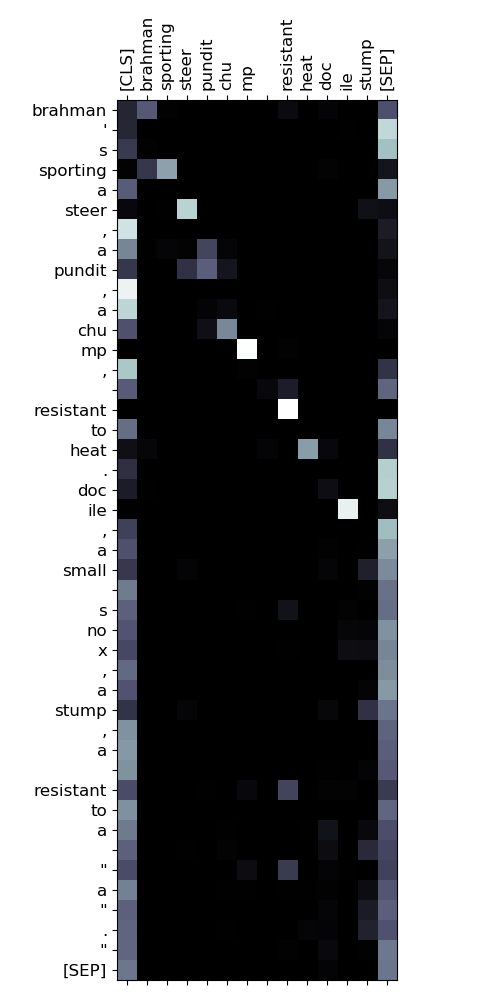 [CLS]
brahman
sporting
steer
pundit
chu
mp
resistant
heat
doc
ile
stump
[SEP]
brahman
'
s
sporting
a
steer
,
a
pundit
,
a
chu
mp
,
resistant
to
heat
.
doc
ile
,
a
small
s
no
x
,
a
stump
,
a
resistant
to
a
"
a
"
.
"
[SEP]